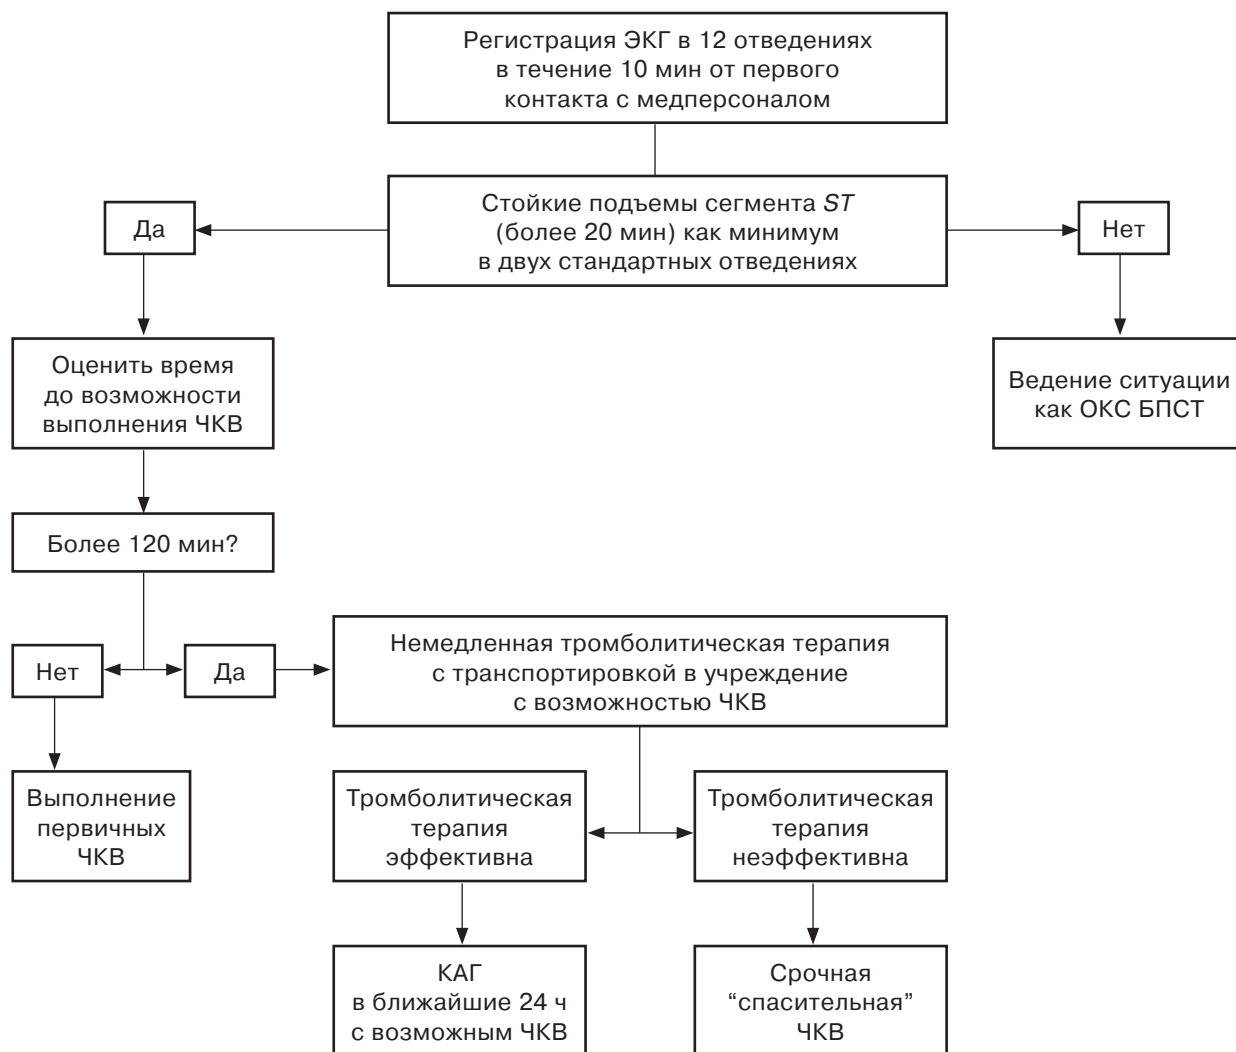 Регистрация ЭКГ в 12 отведениях
в течение 10 мин от первого
контакта с медперсоналом
Да
Стойкие подъемы сегмента ST
(более 20 мин) как минимум
в двух стандартных отведениях
Нет
Оценить время
до возможности
выполнения ЧКВ
Ведение ситуации
как ОКС БПСТ
Более 120 мин?
Нет
Да
Немедленная тромболитическая терапия
с транспортировкой в учреждение
с возможностью ЧКВ
Выполнение
первичных
ЧКВ
Тромболитическая
терапия
эффективна
Тромболитическая
терапия
неэффективна
КАГ
в ближайшие 24 ч
с возможным ЧКВ
Срочная
“спасительная”
ЧКВ